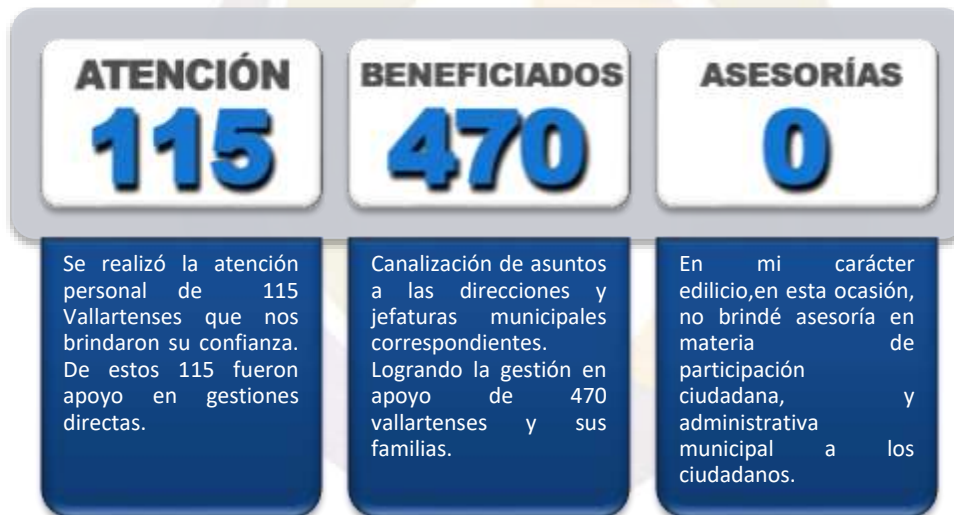 ATENCIÓN
115
Se realizó la atención
personal de 115
Vallartenses que nos
brindaron su confianza.
De estos 115 fueron
apoyo en gestiones
directas.
BENEFICIADOS
470
Canalización de asuntos
a las direcciones y
jefaturas municipales
correspondientes.
Logrando la gestión en
apoyo de 470
vallartenses y sus
familias.
ASESORÍAS
0
En mi carácter
edilicio,en esta ocasión,
no brindé asesoría en
materia de
participación
ciudadana, y
administrativa
municipal a los
ciudadanos.